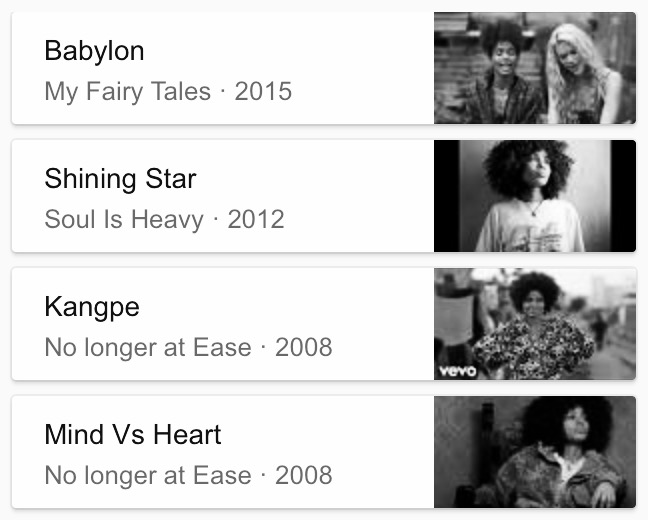 Babylon
My Fairy Tales · 2015
Shining Star
Soul Is Heavy · 2012
Kangpe
No longer at Ease · 2008
vevo
Mind Vs Heart
No longer at Ease · 2008